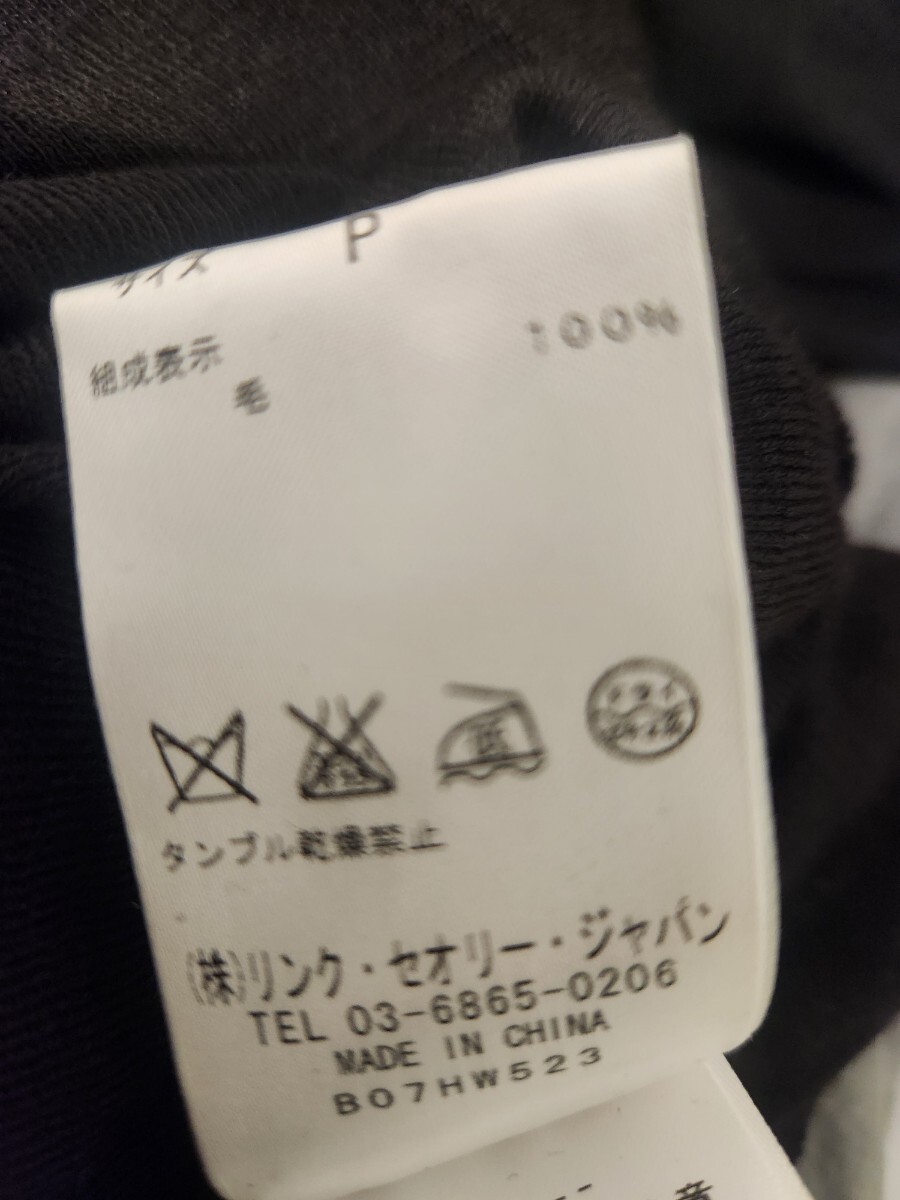 サイズ P
組成表示
毛 100%
タンブル乾燥禁止
(株)リンク・セオリー・ジャパン
TEL 03-6865-0206
MADE IN CHINA
B07HW523